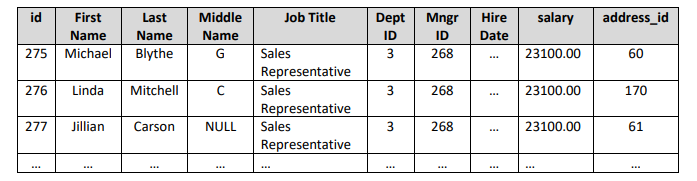 id First Name Last Name Middle Name Job Title Dept ID Mngr ID Hire Date salary address_id
275 Michael Blythe G Sales Representative 3 268 ... 23100.00 60
276 Linda Mitchell C Sales Representative 3 268 ... 23100.00 170
277 Jillian Carson NULL Sales Representative 3 268 ... 23100.00 61
... ... ... ... ... ... ... ... ... ...